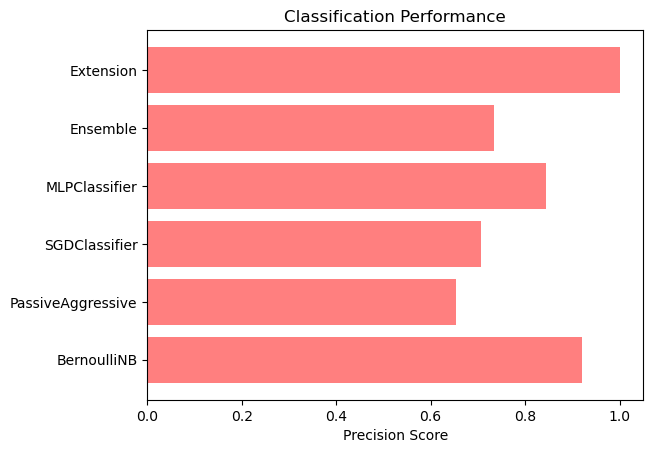 Classification Performance
Extension
Ensemble
MLPClassifier
SGDClassifier
PassiveAggressive
BernoulliNB
0.0 0.2 0.4 0.6 0.8 1.0
Precision Score